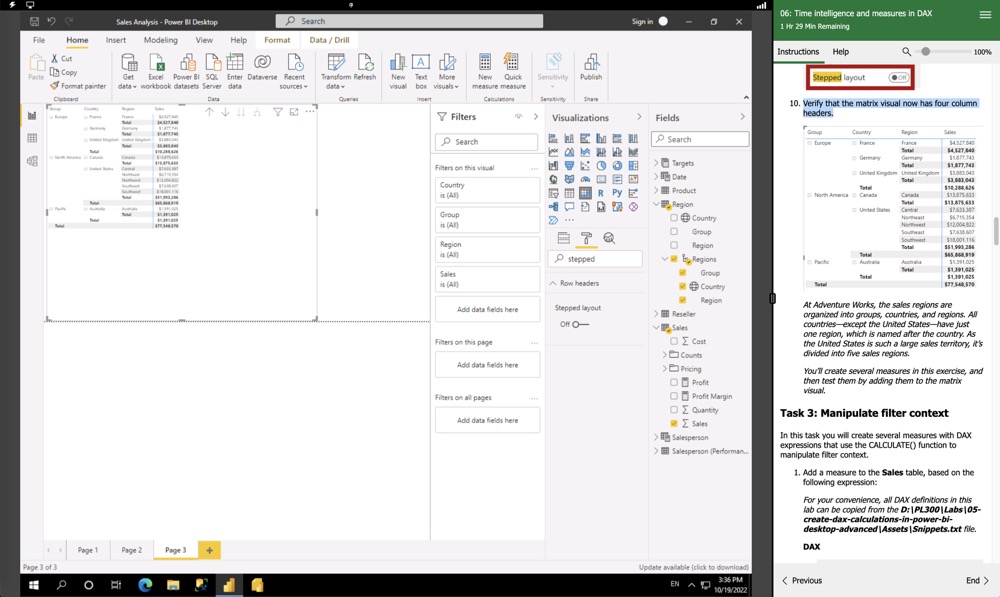 Sales Analysis - Power BI Desktop
Search
Sign in
File
Home
Insert
Modeling
View
Help
Format
Data / Drill
Paste
Cut
Copy
Format painter
Get data
Excel workbook
Power BI datasets
SQL Server
Enter data
Dataverse
Recent sources
Transform data
Refresh
New visual
Text box
More visuals
New measure
Quick measure
Sensitivity
Publish
Clipboard
Data
Queries
Insert
Calculations
Sensitivity
Share
Group Country Region Sales
Europe France France $4,527,840
Total $4,527,840
Germany Germany $1,877,743
Total $1,877,743
United Kingdom United Kingdom $3,883,043
Total $3,883,043
Total $10,288,626
North America Canada Canada $13,875,633
Total $13,875,633
United States Central $7,633,387
Northeast $6,715,354
Northwest $12,004,822
Southeast $7,638,607
Southwest $18,001,116
Total $51,993,286
Total $65,868,919
Pacific Australia Australia $1,391,025
Total $1,391,025
Total $1,391,025
Total $77,548,570
Filters
Search
Filters on this visual
Country
is (All)
Group
is (All)
Region
is (All)
Sales
is (All)
Add data fields here
Filters on this page
Add data fields here
Filters on all pages
Add data fields here
Visualizations
R
Py
stepped
Row headers
Stepped layout
Off
Fields
Search
Targets
Date
Product
Region
Country
Group
Region
Regions
Group
Country
Region
Reseller
Sales
Cost
Counts
Pricing
Profit
Profit Margin
Quantity
Sales
Salesperson
Salesperson (Performan...
Page 1
Page 2
Page 3
Page 3 of 3
Update available (click to download)
EN
3:36 PM
10/19/2022
06: Time intelligence and measures in DAX
1 Hr 29 Min Remaining
Instructions
Help
100%
Stepped layout
Off
10. Verify that the matrix visual now has four column
headers.
Group Country Region Sales
Europe France France $4,527,840
Total $4,527,840
Germany Germany $1,877,743
Total $1,877,743
United Kingdom United Kingdom $3,883,043
Total $3,883,043
Total $10,288,626
North America Canada Canada $13,875,633
Total $13,875,633
United States Central $7,633,387
Northeast $6,715,354
Northwest $12,004,822
Southeast $7,638,607
Southwest $18,001,116
Total $51,993,286
Total $65,868,919
Pacific Australia Australia $1,391,025
Total $1,391,025
Total $1,391,025
Total $77,548,570
At Adventure Works, the sales regions are
organized into groups, countries, and regions. All
countries—except the United States—have just
one region, which is named after the country. As
the United States is such a large sales territory, it's
divided into five sales regions.
You'll create several measures in this exercise, and
then test them by adding them to the matrix
visual.
Task 3: Manipulate filter context
In this task you will create several measures with DAX
expressions that use the CALCULATE() function to
manipulate filter context.
1. Add a measure to the Sales table, based on the
following expression:
For your convenience, all DAX definitions in this
lab can be copied from the D:\PL300\Labs\05-
create-dax-calculations-in-power-bi-
desktop-advanced\Assets\Snippets.txt file.
DAX
Previous
End